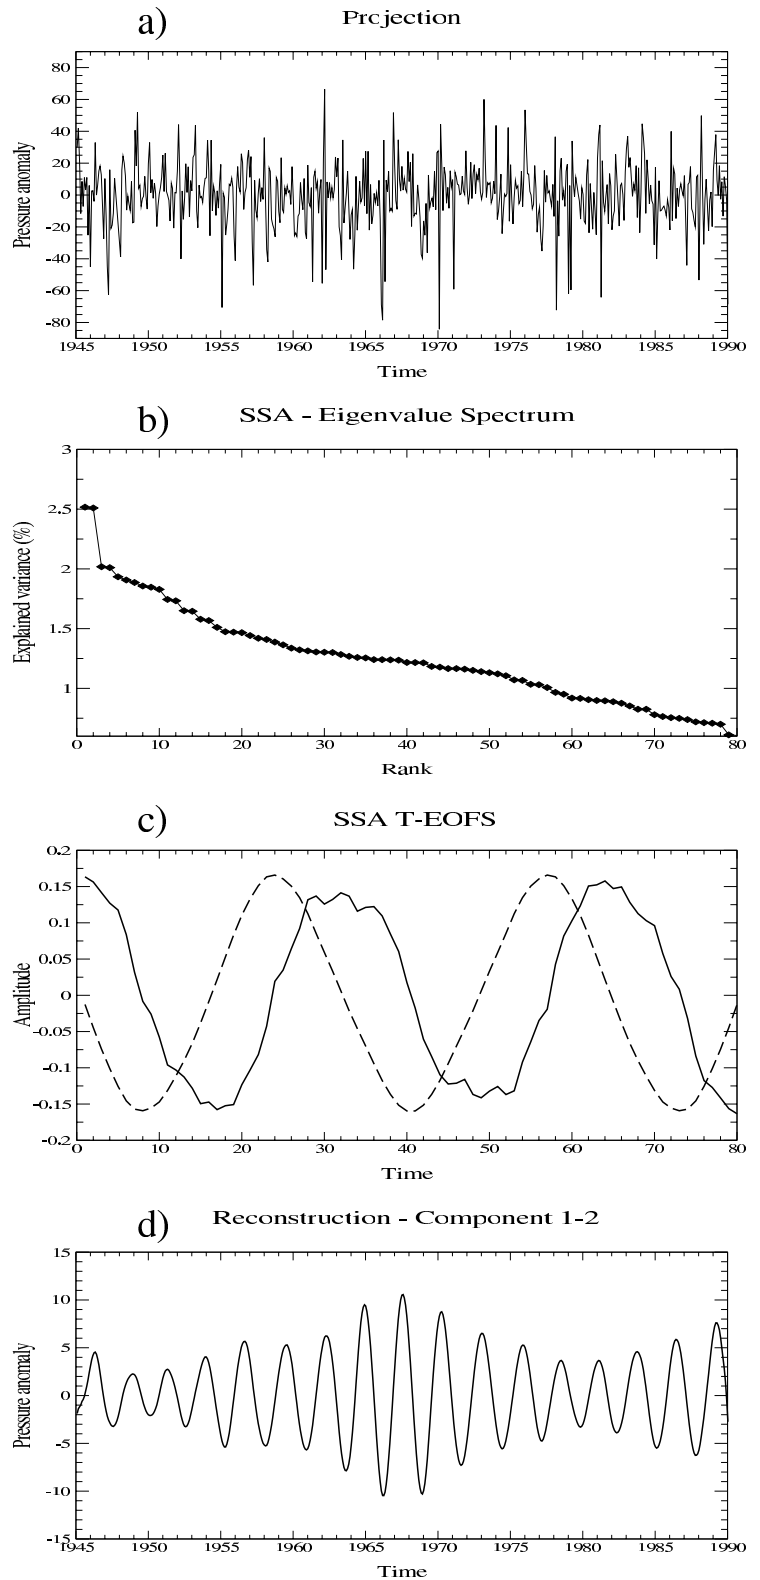 a) Projection
Pressure anomaly
80
60
40
20
0
-20
-40
-60
-80
1945 1950 1955 1960 1965 1970 1975 1980 1985 1990
Time
b) SSA - Eigenvalue Spectrum
Explained variance (%)
3
2.5
2
1.5
1
0 10 20 30 40 50 60 70 80
Rank
c) SSA T-EOFS
Amplitude
0.2
0.15
0.1
0.05
0
-0.05
-0.1
-0.15
-0.2
0 10 20 30 40 50 60 70 80
Time
d) Reconstruction - Component 1-2
Pressure anomaly
15
10
5
0
-5
-10
-15
1945 1950 1955 1960 1965 1970 1975 1980 1985 1990
Time